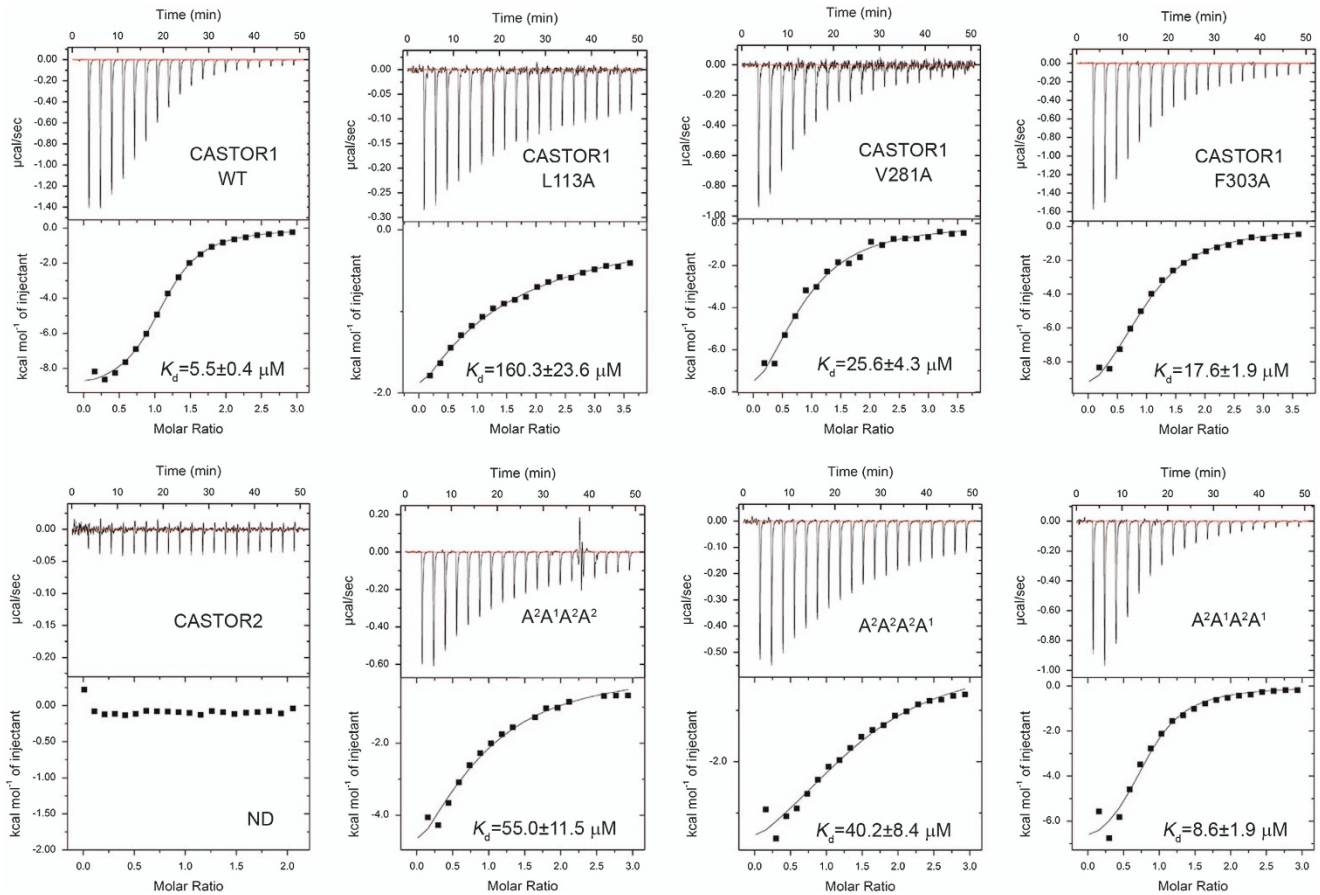 Time (min)
0 10 20 30 40 50
0.00
-0.20
-0.40
-0.60
-0.80
-1.00
-1.20
-1.40
µcal/sec
CASTOR1
WT
0.0
-2.0
-4.0
-6.0
-8.0
kcal mol⁻¹ of injectant
Kd=5.5±0.4 µM
0.0 0.5 1.0 1.5 2.0 2.5 3.0
Molar Ratio
Time (min)
0 10 20 30 40 50
0.00
-0.05
-0.10
-0.15
-0.20
-0.25
-0.30
µcal/sec
CASTOR1
L113A
0.0
-2.0
kcal mol⁻¹ of injectant
Kd=160.3±23.6 µM
0.0 0.5 1.0 1.5 2.0 2.5 3.0 3.5
Molar Ratio
Time (min)
0 10 20 30 40 50
0.00
-0.20
-0.40
-0.60
-0.80
-1.00
µcal/sec
CASTOR1
V281A
0.0
-2.0
-4.0
-6.0
-8.0
kcal mol⁻¹ of injectant
Kd=25.6±4.3 µM
0.0 0.5 1.0 1.5 2.0 2.5 3.0 3.5
Molar Ratio
Time (min)
0 10 20 30 40 50
0.00
-0.20
-0.40
-0.60
-0.80
-1.00
-1.20
-1.40
-1.60
µcal/sec
CASTOR1
F303A
0.0
-2.0
-4.0
-6.0
-8.0
kcal mol⁻¹ of injectant
Kd=17.6±1.9 µM
0.0 0.5 1.0 1.5 2.0 2.5 3.0 3.5
Molar Ratio
Time (min)
0 10 20 30 40 50
0.00
-0.05
-0.10
-0.15
-0.20
µcal/sec
CASTOR2
0.00
-0.50
-1.00
-1.50
-2.00
kcal mol⁻¹ of injectant
ND
0.0 0.5 1.0 1.5 2.0
Molar Ratio
Time (min)
0 10 20 30 40 50
0.20
0.00
-0.20
-0.40
-0.60
µcal/sec
A²A¹A²A²
-2.0
-4.0
kcal mol⁻¹ of injectant
Kd=55.0±11.5 µM
0.0 0.5 1.0 1.5 2.0 2.5 3.0
Molar Ratio
Time (min)
0 10 20 30 40 50
0.00
-0.10
-0.20
-0.30
-0.40
-0.50
µcal/sec
A²A²A²A¹
-2.0
kcal mol⁻¹ of injectant
Kd=40.2±8.4 µM
0.0 0.5 1.0 1.5 2.0 2.5 3.0
Molar Ratio
Time (min)
0 10 20 30 40 50
0.00
-0.20
-0.40
-0.60
-0.80
-1.00
µcal/sec
A²A¹A²A¹
0.0
-2.0
-4.0
-6.0
kcal mol⁻¹ of injectant
Kd=8.6±1.9 µM
0.0 0.5 1.0 1.5 2.0 2.5 3.0
Molar Ratio